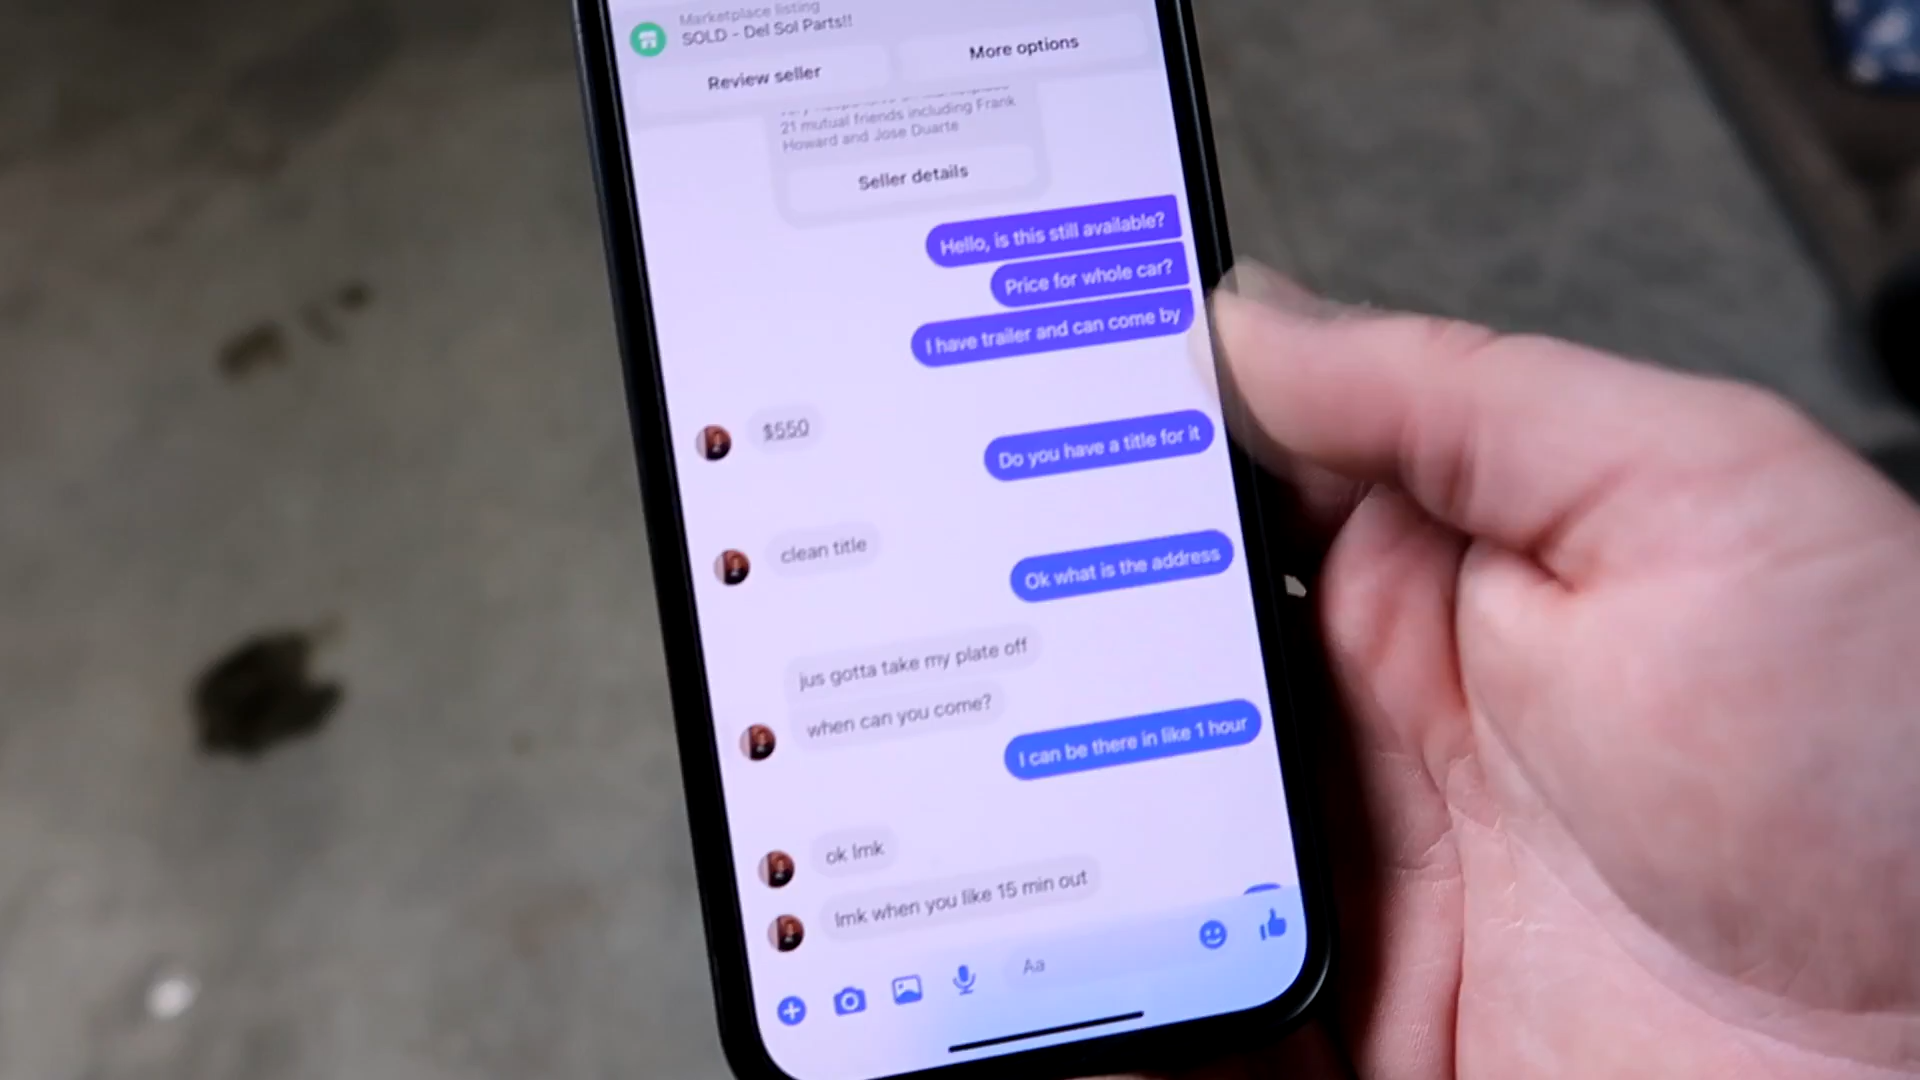 Marketplace listing
SOLD - Del Sol Parts!!
Review seller
More options
21 mutual friends including Frank
Howard and Jose Duarte
Seller details
Hello, is this still available?
Price for whole car?
I have trailer and can come by
$550
Do you have a title for it
clean title
Ok what is the address
jus gotta take my plate off
when can you come?
I can be there in like 1 hour
ok lmk
lmk when you like 15 min out
Aa